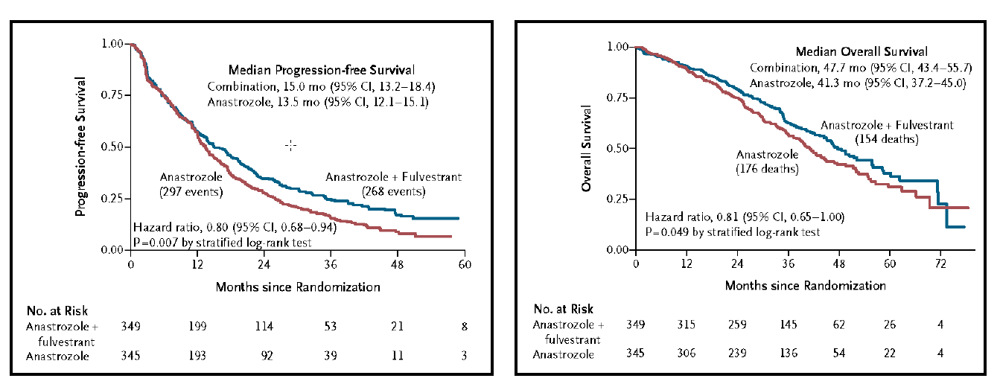 1.00
Median Progression-free Survival
Combination, 15.0 mo (95% CI, 13.2–18.4)
Anastrozole, 13.5 mo (95% CI, 12.1–15.1)
0.75
Progression-free Survival
0.50
Anastrozole
(297 events)
Anastrozole + Fulvestrant
(268 events)
0.25
Hazard ratio, 0.80 (95% CI, 0.68–0.94)
P=0.007 by stratified log-rank test
0.00
0 12 24 36 48 60
Months since Randomization
No. at Risk
Anastrozole + 349 199 114 53 21 8
fulvestrant
Anastrozole 345 193 92 39 11 3
1.00
Median Overall Survival
Combination, 47.7 mo (95% CI, 43.4–55.7)
Anastrozole, 41.3 mo (95% CI, 37.2–45.0)
0.75
Overall Survival
Anastrozole + Fulvestrant
(154 deaths)
0.50
Anastrozole
(176 deaths)
0.25
Hazard ratio, 0.81 (95% CI, 0.65–1.00)
P=0.049 by stratified log-rank test
0.00
0 12 24 36 48 60 72
Months since Randomization
No. at Risk
Anastrozole + 349 315 259 145 62 26 4
fulvestrant
Anastrozole 345 306 239 136 54 22 4